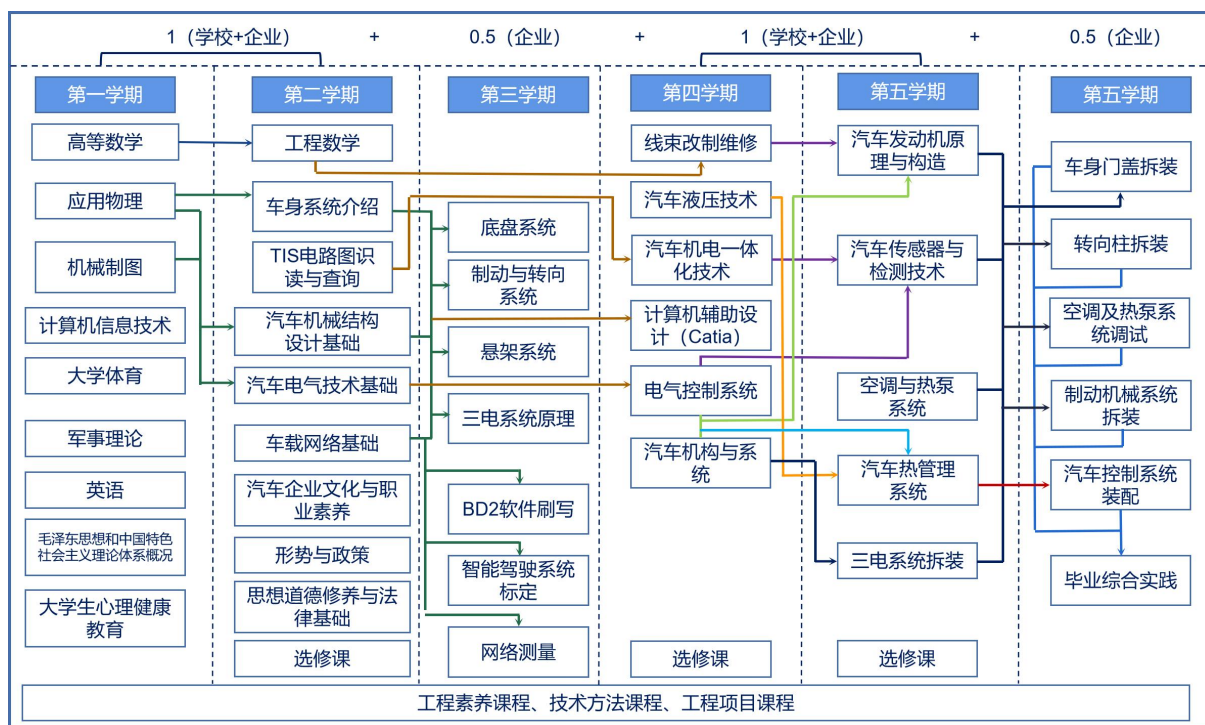 1（学校+企业）
+
0.5（企业）
+
1（学校+企业）
+
0.5（企业）
第一学期
第二学期
第三学期
第四学期
第五学期
第五学期
高等数学
应用物理
机械制图
计算机信息技术
大学体育
军事理论
英语
毛泽东思想和中国特色
社会主义理论体系概况
大学生心理健康
教育
工程数学
车身系统介绍
TIS电路图识
读与查询
汽车机械结构
设计基础
汽车电气技术基础
车载网络基础
汽车企业文化与职
业素养
形势与政策
思想道德修养与法
律基础
选修课
底盘系统
制动与转向
系统
悬架系统
三电系统原理
BD2软件刷写
智能驾驶系统
标定
网络测量
线束改制维修
汽车液压技术
汽车机电一体
化技术
计算机辅助设
计（Catia）
电气控制系统
汽车机构与系
统
选修课
汽车发动机原
理与构造
汽车传感器与
检测技术
空调与热泵
系统
汽车热管理
系统
三电系统拆装
选修课
车身门盖拆装
转向柱拆装
空调及热泵系
统调试
制动机械系统
拆装
汽车控制系统
装配
毕业综合实践
工程素养课程、技术方法课程、工程项目课程